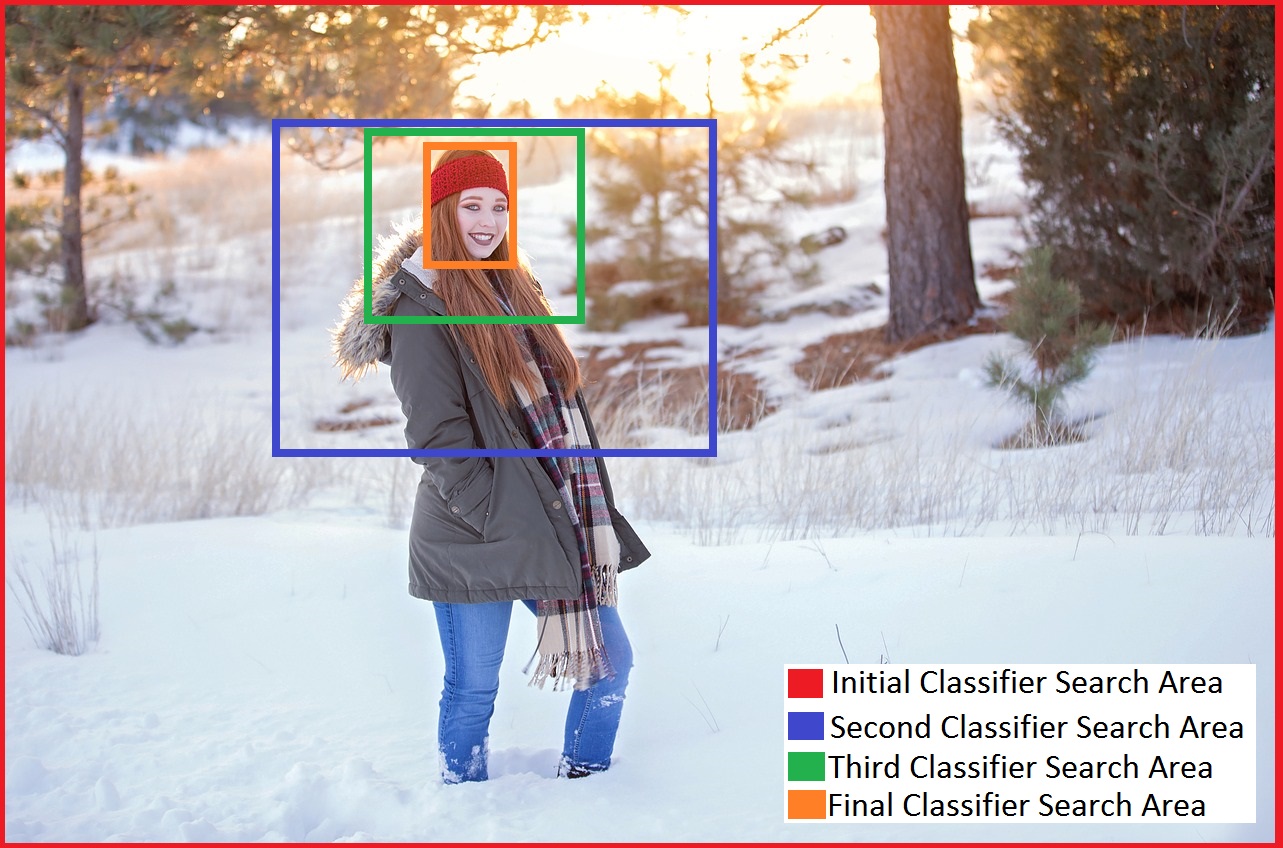 Initial Classifier Search Area
Second Classifier Search Area
Third Classifier Search Area
Final Classifier Search Area